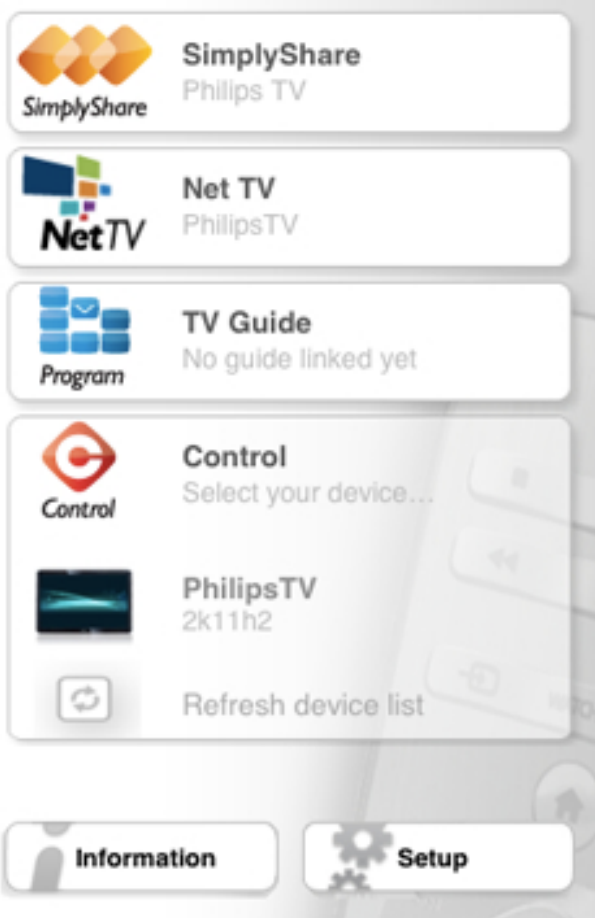 SimplyShare
SimplyShare
Philips TV
NetTV
Net TV
PhilipsTV
Program
TV Guide
No guide linked yet
Control
Control
Select your device...
PhilipsTV
2k11h2
Refresh device list
Information
Setup